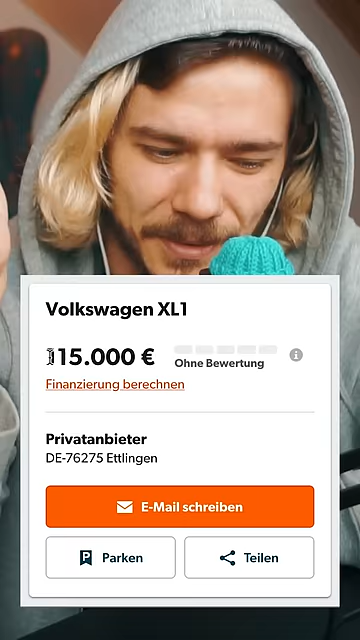 Volkswagen XL1
115.000 €
Ohne Bewertung
Finanzierung berechnen
Privatanbieter
DE-76275 Ettlingen
E-Mail schreiben
Parken
Teilen